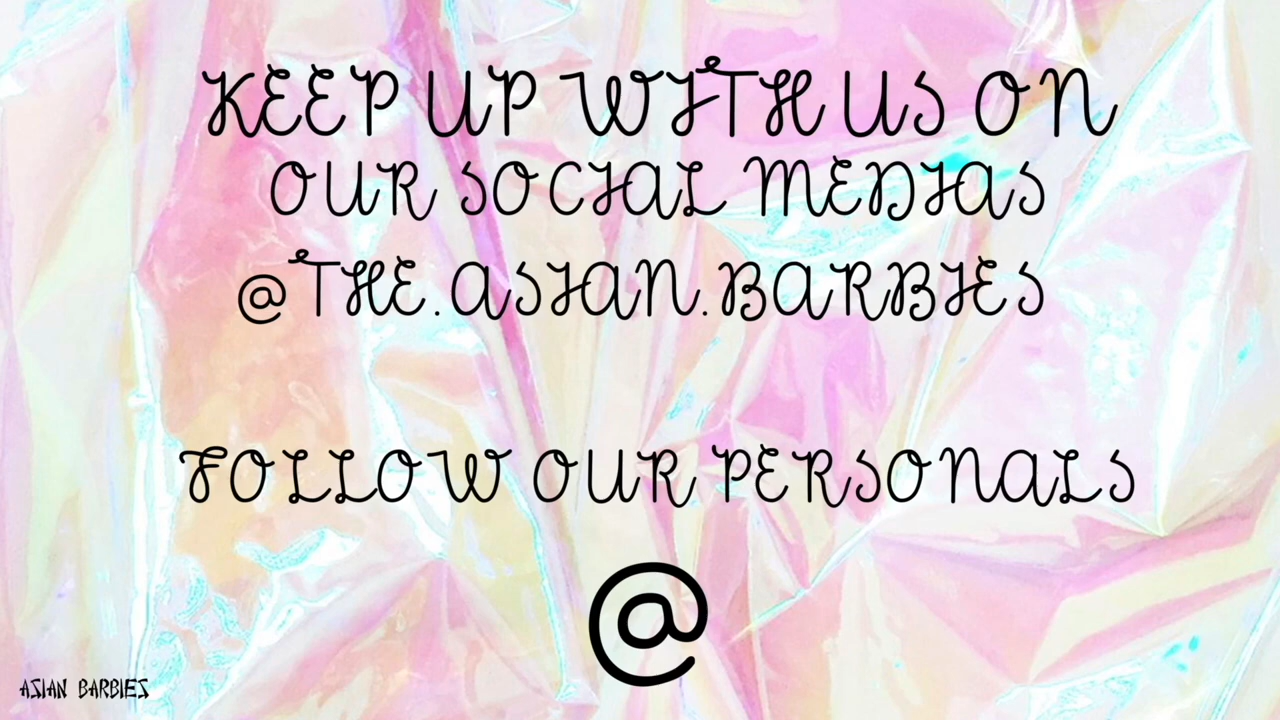 KEEP UP WITH US ON
OUR SOCIAL MEDIAS
@THE.ASIAN.BARBIES
FOLLOW OUR PERSONALS
@
ASIAN BARBIES